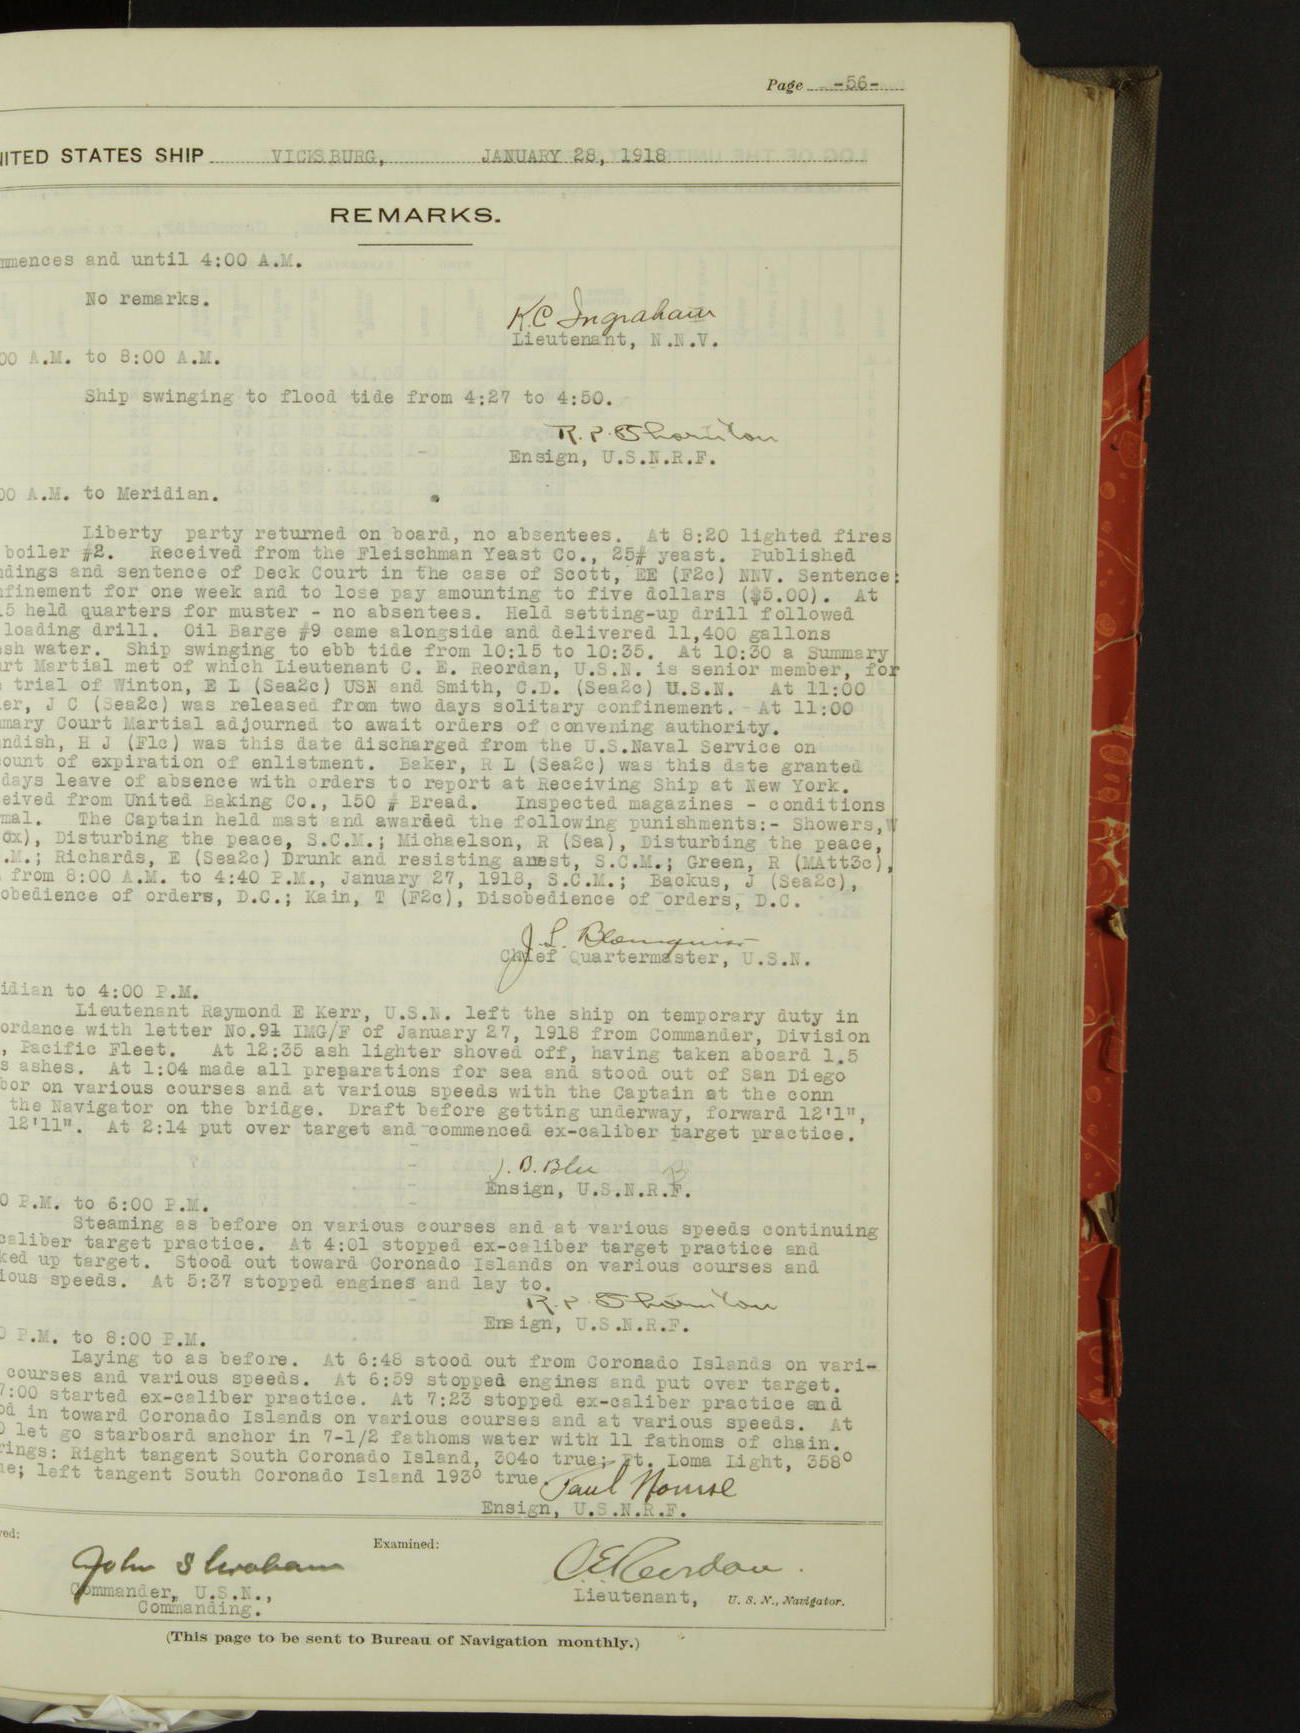 Page -56-
NITED STATES SHIP VICKSBURG, JANUARY 28, 1918
REMARKS.
mmences and until 4:00 A.M.
No remarks.
K.C Ingraham
Lieutenant, N.N.V.
00 A.M. to 8:00 A.M.
Ship swinging to flood tide from 4:27 to 4:50.
R. P. Thornton
Ensign, U.S.N.R.F.
00 A.M. to Meridian.
Liberty party returned on board, no absentees. At 8:20 lighted fires
boiler #2. Received from the Fleischman Yeast Co., 25# yeast. Published
ndings and sentence of Deck Court in the case of Scott, EE (F2c) NNV. Sentence:
nfinement for one week and to lose pay amounting to five dollars ($5.00). At
15 held quarters for muster - no absentees. Held setting-up drill followed
loading drill. Oil Barge #9 came alongside and delivered 11,400 gallons
esh water. Ship swinging to ebb tide from 10:15 to 10:35. At 10:30 a Summary
urt Martial met of which Lieutenant C. E. Reordan, U.S.N. is senior member, for
trial of Winton, E L (Sea2c) USN and Smith, C.D. (Sea2c) U.S.N. At 11:00
er, J C (Sea2c) was released from two days solitary confinement. At 11:00
mmary Court Martial adjourned to await orders of convening authority.
ndish, H J (F1c) was this date discharged from the U.S.Naval Service on
count of expiration of enlistment. Baker, R L (Sea2c) was this date granted
days leave of absence with orders to report at Receiving Ship at New York.
eived from United Baking Co., 150 # Bread. Inspected magazines - conditions
mal. The Captain held mast and awarded the following punishments:- Showers,W
ox), Disturbing the peace, S.C.M.; Michaelson, R (Sea), Disturbing the peace,
.M.; Richards, E (Sea2c) Drunk and resisting arrest, S.C.M.; Green, R (MAtt3c),
from 8:00 A.M. to 4:40 P.M., January 27, 1918, S.C.M.; Backus, J (Sea2c),
obedience of orders, D.C.; Kain, T (F2c), Disobedience of orders, D.C.
J. L. Blomquist
Chief Quartermaster, U.S.N.
idian to 4:00 P.M.
Lieutenant Raymond E Kerr, U.S.N. left the ship on temporary duty in
ordance with letter No.91 IMG/F of January 27, 1918 from Commander, Division
, Pacific Fleet. At 12:35 ash lighter shoved off, having taken aboard 1.5
s ashes. At 1:04 made all preparations for sea and stood out of San Diego
bor on various courses and at various speeds with the Captain at the conn
the Navigator on the bridge. Draft before getting underway, forward 12'1",
12'11". At 2:14 put over target and commenced ex-caliber target practice.
J. B. Blu
Ensign, U.S.N.R.F.
0 P.M. to 6:00 P.M.
Steaming as before on various courses and at various speeds continuing
caliber target practice. At 4:01 stopped ex-caliber target practice and
ked up target. Stood out toward Coronado Islands on various courses and
ious speeds. At 5:37 stopped engines and lay to.
R. P. Thornton
Ensign, U.S.N.R.F.
0 P.M. to 8:00 P.M.
Laying to as before. At 6:48 stood out from Coronado Islands on vari-
courses and various speeds. At 6:59 stopped engines and put over target.
7:00 started ex-caliber practice. At 7:23 stopped ex-caliber practice and
od in toward Coronado Islands on various courses and at various speeds. At
0 let go starboard anchor in 7-1/2 fathoms water with 11 fathoms of chain.
rings: Right tangent South Coronado Island, 304o true; Pt. Loma Light, 358°
ue; left tangent South Coronado Island 193° true.
Paul Nourse
Ensign, U.S.N.R.F.
ved:
Examined:
John S Graham
Commander, U.S.N.,
Commanding.
C.E.Reordan.
Lieutenant, U. S. N., Navigator.
(This page to be sent to Bureau of Navigation monthly.)